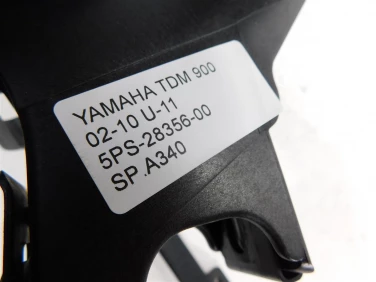 YAMAHA TDM 900
02-10 U-11
5PS-28356-00
SP.A340